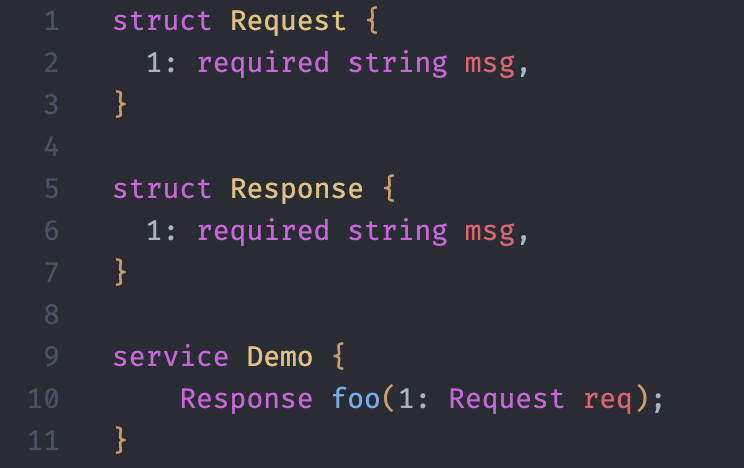 1 struct Request {
2   1: required string msg,
3 }
4
5 struct Response {
6   1: required string msg,
7 }
8
9 service Demo {
10     Response foo(1: Request req);
11 }